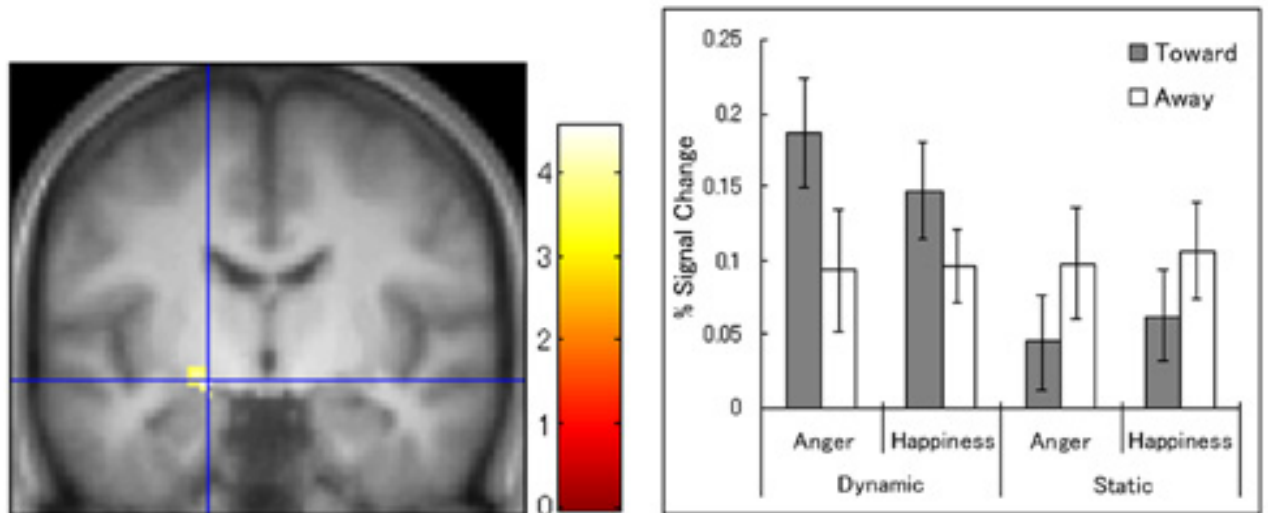 4
3
2
1
0
% Signal Change
0.25
0.2
0.15
0.1
0.05
0
Toward
Away
Anger Happiness Anger Happiness
Dynamic Static